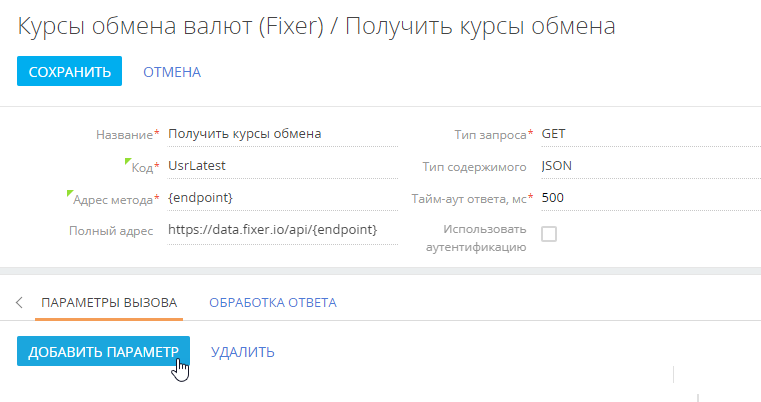 Курсы обмена валют (Fixer) / Получить курсы обмена
СОХРАНИТЬ ОТМЕНА
Название* Получить курсы обмена Тип запроса* GET
Код* UsrLatest Тип содержимого JSON
Адрес метода* {endpoint} Тайм-аут ответа, мс* 500
Полный адрес https://data.fixer.io/api/{endpoint} Использовать
аутентификацию
ПАРАМЕТРЫ ВЫЗОВА ОБРАБОТКА ОТВЕТА
ДОБАВИТЬ ПАРАМЕТР УДАЛИТЬ